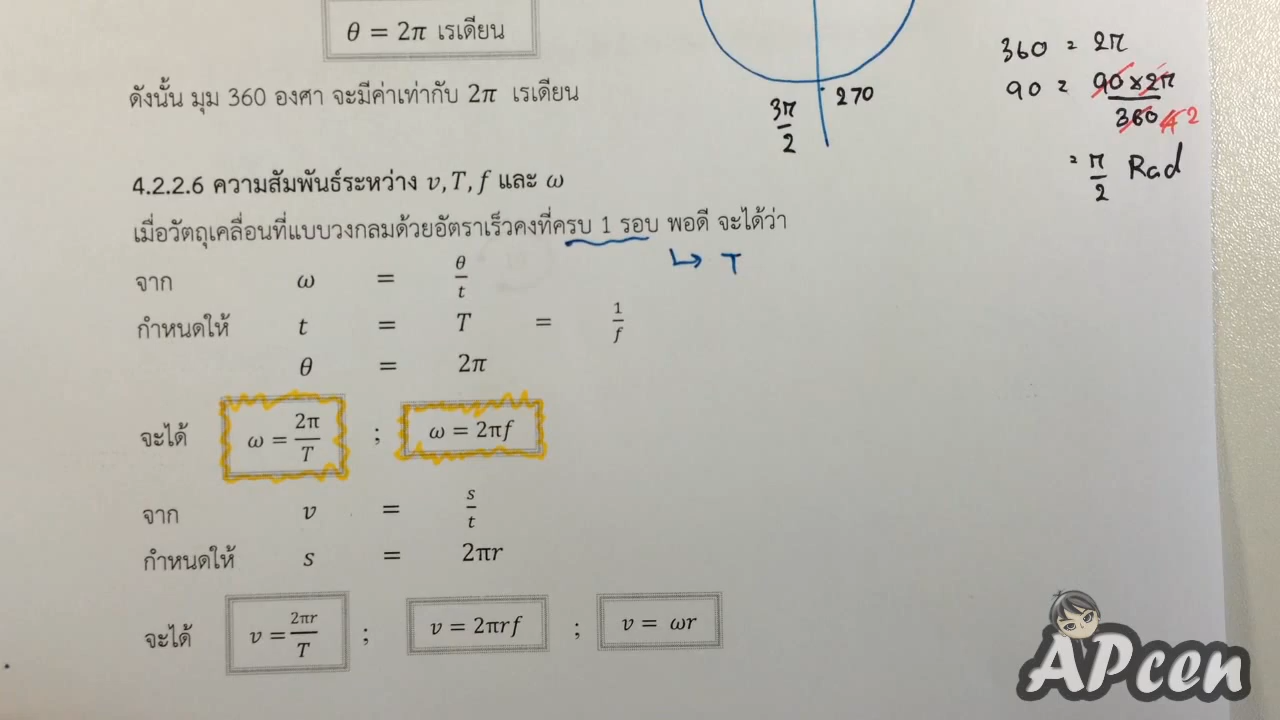 θ = 2π เรเดียน
ดังนั้น มุม 360 องศา จะมีค่าเท่ากับ 2π เรเดียน
270
3π/2
360 = 2π
90 = 90 × 2π / 360 4 2
= π/2 Rad
4.2.2.6 ความสัมพันธ์ระหว่าง v, T, f และ ω
เมื่อวัตถุเคลื่อนที่แบบวงกลมด้วยอัตราเร็วคงที่ครบ 1 รอบ พอดี จะได้ว่า
↳ T
จาก ω = θ/t
กำหนดให้ t = T = 1/f
θ = 2π
จะได้ ω = 2π/T ; ω = 2πf
จาก v = s/t
กำหนดให้ s = 2πr
จะได้ v = 2πr/T ; v = 2πrf ; v = ωr
APcen